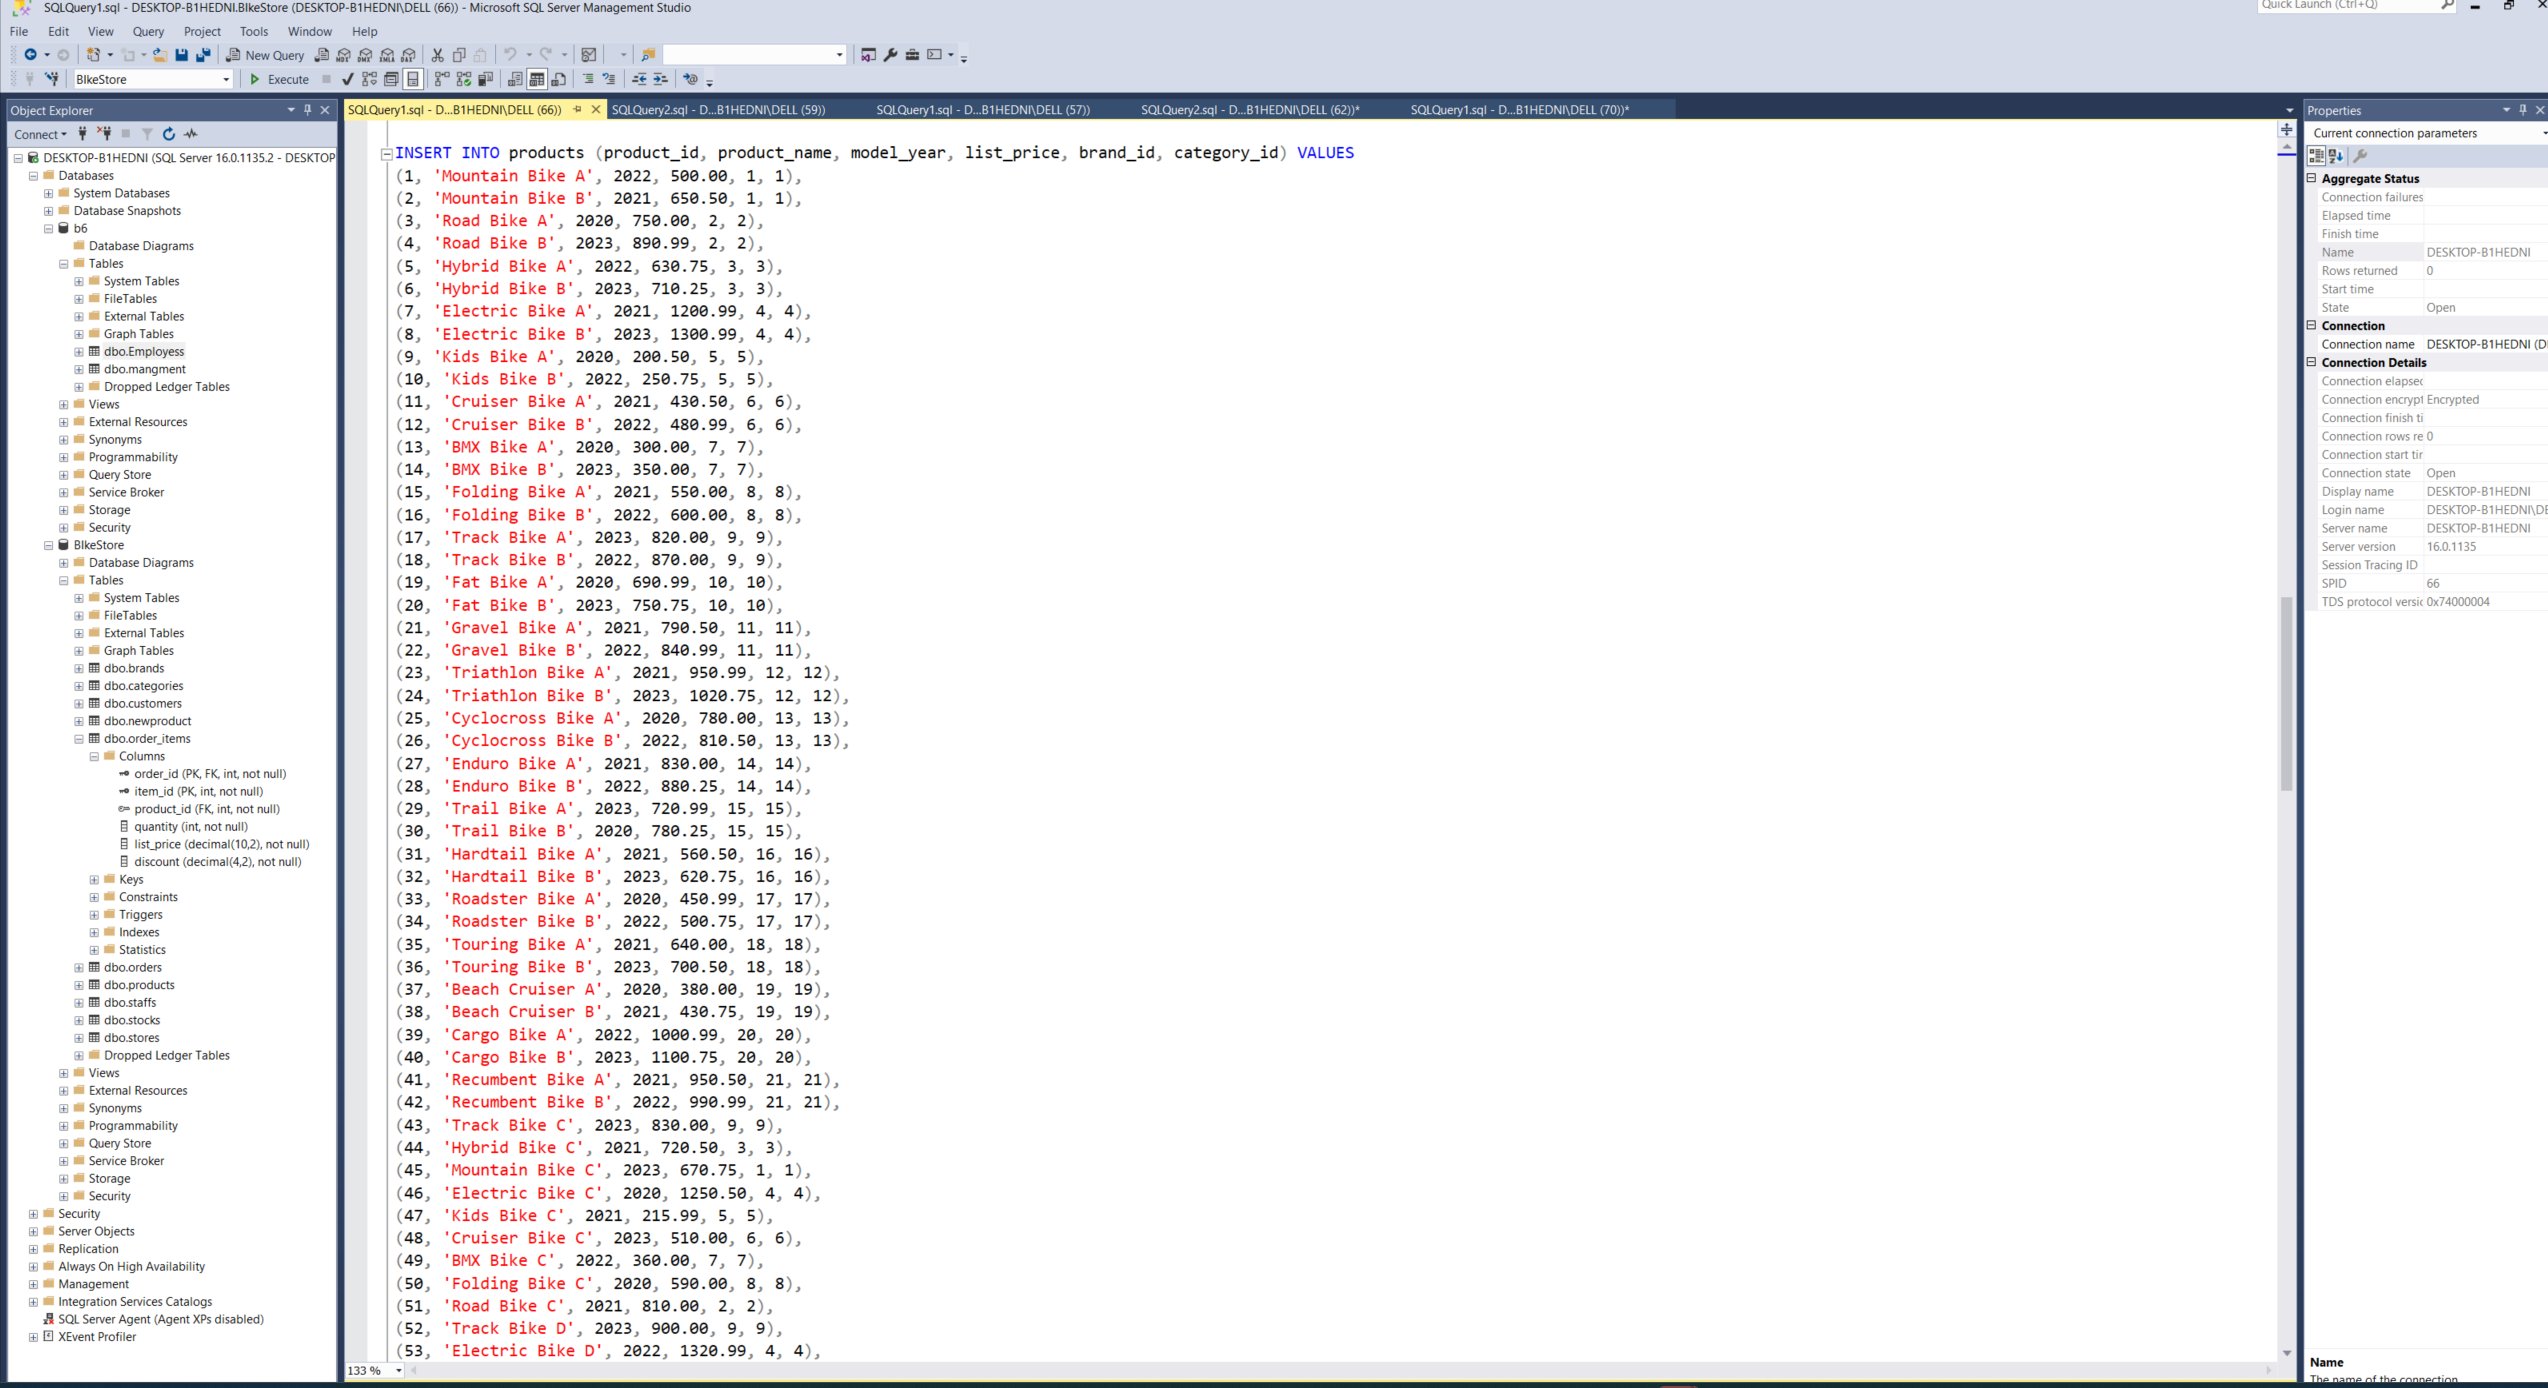 SQLQuery1.sql - DESKTOP-B1HEDNI.BIkeStore (DESKTOP-B1HEDNI\DELL (66)) - Microsoft SQL Server Management Studio
Quick Launch (Ctrl+Q)
File Edit View Query Project Tools Window Help
New Query
BIkeStore Execute
Object Explorer
Connect
DESKTOP-B1HEDNI (SQL Server 16.0.1135.2 - DESKTOP
Databases
System Databases
Database Snapshots
b6
Database Diagrams
Tables
System Tables
FileTables
External Tables
Graph Tables
dbo.Employess
dbo.mangment
Dropped Ledger Tables
Views
External Resources
Synonyms
Programmability
Query Store
Service Broker
Storage
Security
BIkeStore
Database Diagrams
Tables
System Tables
FileTables
External Tables
Graph Tables
dbo.brands
dbo.categories
dbo.customers
dbo.newproduct
dbo.order_items
Columns
order_id (PK, FK, int, not null)
item_id (PK, int, not null)
product_id (FK, int, not null)
quantity (int, not null)
list_price (decimal(10,2), not null)
discount (decimal(4,2), not null)
Keys
Constraints
Triggers
Indexes
Statistics
dbo.orders
dbo.products
dbo.staffs
dbo.stocks
dbo.stores
Dropped Ledger Tables
Views
External Resources
Synonyms
Programmability
Query Store
Service Broker
Storage
Security
Security
Server Objects
Replication
Always On High Availability
Management
Integration Services Catalogs
SQL Server Agent (Agent XPs disabled)
XEvent Profiler
SQLQuery1.sql - D...B1HEDNI\DELL (66)) SQLQuery2.sql - D...B1HEDNI\DELL (59)) SQLQuery1.sql - D...B1HEDNI\DELL (57)) SQLQuery2.sql - D...B1HEDNI\DELL (62))* SQLQuery1.sql - D...B1HEDNI\DELL (70))*
INSERT INTO products (product_id, product_name, model_year, list_price, brand_id, category_id) VALUES
(1, 'Mountain Bike A', 2022, 500.00, 1, 1),
(2, 'Mountain Bike B', 2021, 650.50, 1, 1),
(3, 'Road Bike A', 2020, 750.00, 2, 2),
(4, 'Road Bike B', 2023, 890.99, 2, 2),
(5, 'Hybrid Bike A', 2022, 630.75, 3, 3),
(6, 'Hybrid Bike B', 2023, 710.25, 3, 3),
(7, 'Electric Bike A', 2021, 1200.99, 4, 4),
(8, 'Electric Bike B', 2023, 1300.99, 4, 4),
(9, 'Kids Bike A', 2020, 200.50, 5, 5),
(10, 'Kids Bike B', 2022, 250.75, 5, 5),
(11, 'Cruiser Bike A', 2021, 430.50, 6, 6),
(12, 'Cruiser Bike B', 2022, 480.99, 6, 6),
(13, 'BMX Bike A', 2020, 300.00, 7, 7),
(14, 'BMX Bike B', 2023, 350.00, 7, 7),
(15, 'Folding Bike A', 2021, 550.00, 8, 8),
(16, 'Folding Bike B', 2022, 600.00, 8, 8),
(17, 'Track Bike A', 2023, 820.00, 9, 9),
(18, 'Track Bike B', 2022, 870.00, 9, 9),
(19, 'Fat Bike A', 2020, 690.99, 10, 10),
(20, 'Fat Bike B', 2023, 750.75, 10, 10),
(21, 'Gravel Bike A', 2021, 790.50, 11, 11),
(22, 'Gravel Bike B', 2022, 840.99, 11, 11),
(23, 'Triathlon Bike A', 2021, 950.99, 12, 12),
(24, 'Triathlon Bike B', 2023, 1020.75, 12, 12),
(25, 'Cyclocross Bike A', 2020, 780.00, 13, 13),
(26, 'Cyclocross Bike B', 2022, 810.50, 13, 13),
(27, 'Enduro Bike A', 2021, 830.00, 14, 14),
(28, 'Enduro Bike B', 2022, 880.25, 14, 14),
(29, 'Trail Bike A', 2023, 720.99, 15, 15),
(30, 'Trail Bike B', 2020, 780.25, 15, 15),
(31, 'Hardtail Bike A', 2021, 560.50, 16, 16),
(32, 'Hardtail Bike B', 2023, 620.75, 16, 16),
(33, 'Roadster Bike A', 2020, 450.99, 17, 17),
(34, 'Roadster Bike B', 2022, 500.75, 17, 17),
(35, 'Touring Bike A', 2021, 640.00, 18, 18),
(36, 'Touring Bike B', 2023, 700.50, 18, 18),
(37, 'Beach Cruiser A', 2020, 380.00, 19, 19),
(38, 'Beach Cruiser B', 2021, 430.75, 19, 19),
(39, 'Cargo Bike A', 2022, 1000.99, 20, 20),
(40, 'Cargo Bike B', 2023, 1100.75, 20, 20),
(41, 'Recumbent Bike A', 2021, 950.50, 21, 21),
(42, 'Recumbent Bike B', 2022, 990.99, 21, 21),
(43, 'Track Bike C', 2023, 830.00, 9, 9),
(44, 'Hybrid Bike C', 2021, 720.50, 3, 3),
(45, 'Mountain Bike C', 2023, 670.75, 1, 1),
(46, 'Electric Bike C', 2020, 1250.50, 4, 4),
(47, 'Kids Bike C', 2021, 215.99, 5, 5),
(48, 'Cruiser Bike C', 2023, 510.00, 6, 6),
(49, 'BMX Bike C', 2022, 360.00, 7, 7),
(50, 'Folding Bike C', 2020, 590.00, 8, 8),
(51, 'Road Bike C', 2021, 810.00, 2, 2),
(52, 'Track Bike D', 2023, 900.00, 9, 9),
(53, 'Electric Bike D', 2022, 1320.99, 4, 4),
133 %
Properties
Current connection parameters
Aggregate Status
Connection failures
Elapsed time
Finish time
Name DESKTOP-B1HEDNI
Rows returned 0
Start time
State Open
Connection
Connection name DESKTOP-B1HEDNI (D
Connection Details
Connection elapsed
Connection encrypt Encrypted
Connection finish ti
Connection rows re 0
Connection start tir
Connection state Open
Display name DESKTOP-B1HEDNI
Login name DESKTOP-B1HEDNI\DE
Server name DESKTOP-B1HEDNI
Server version 16.0.1135
Session Tracing ID
SPID 66
TDS protocol versic 0x74000004
Name
The name of the connection